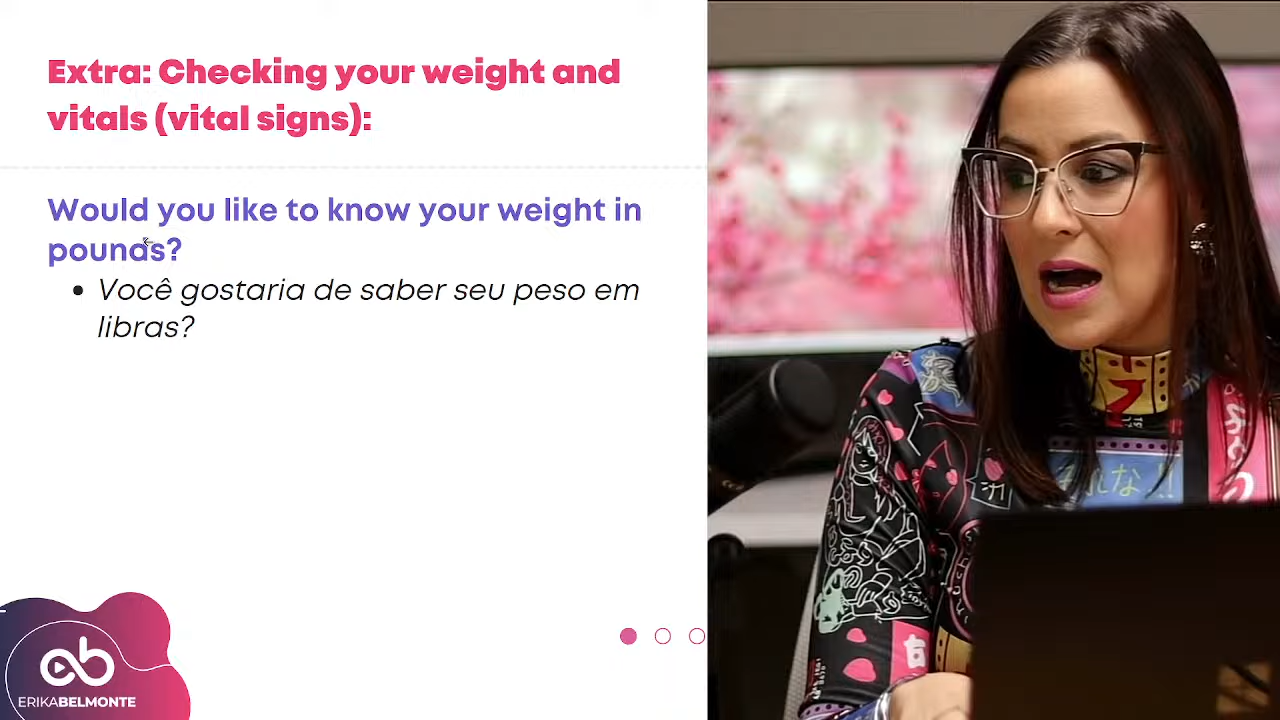 Extra: Checking your weight and
vitals (vital signs):
Would you like to know your weight in
pounds?
Você gostaria de saber seu peso em
libras?
eb
ERIKABELMONTE